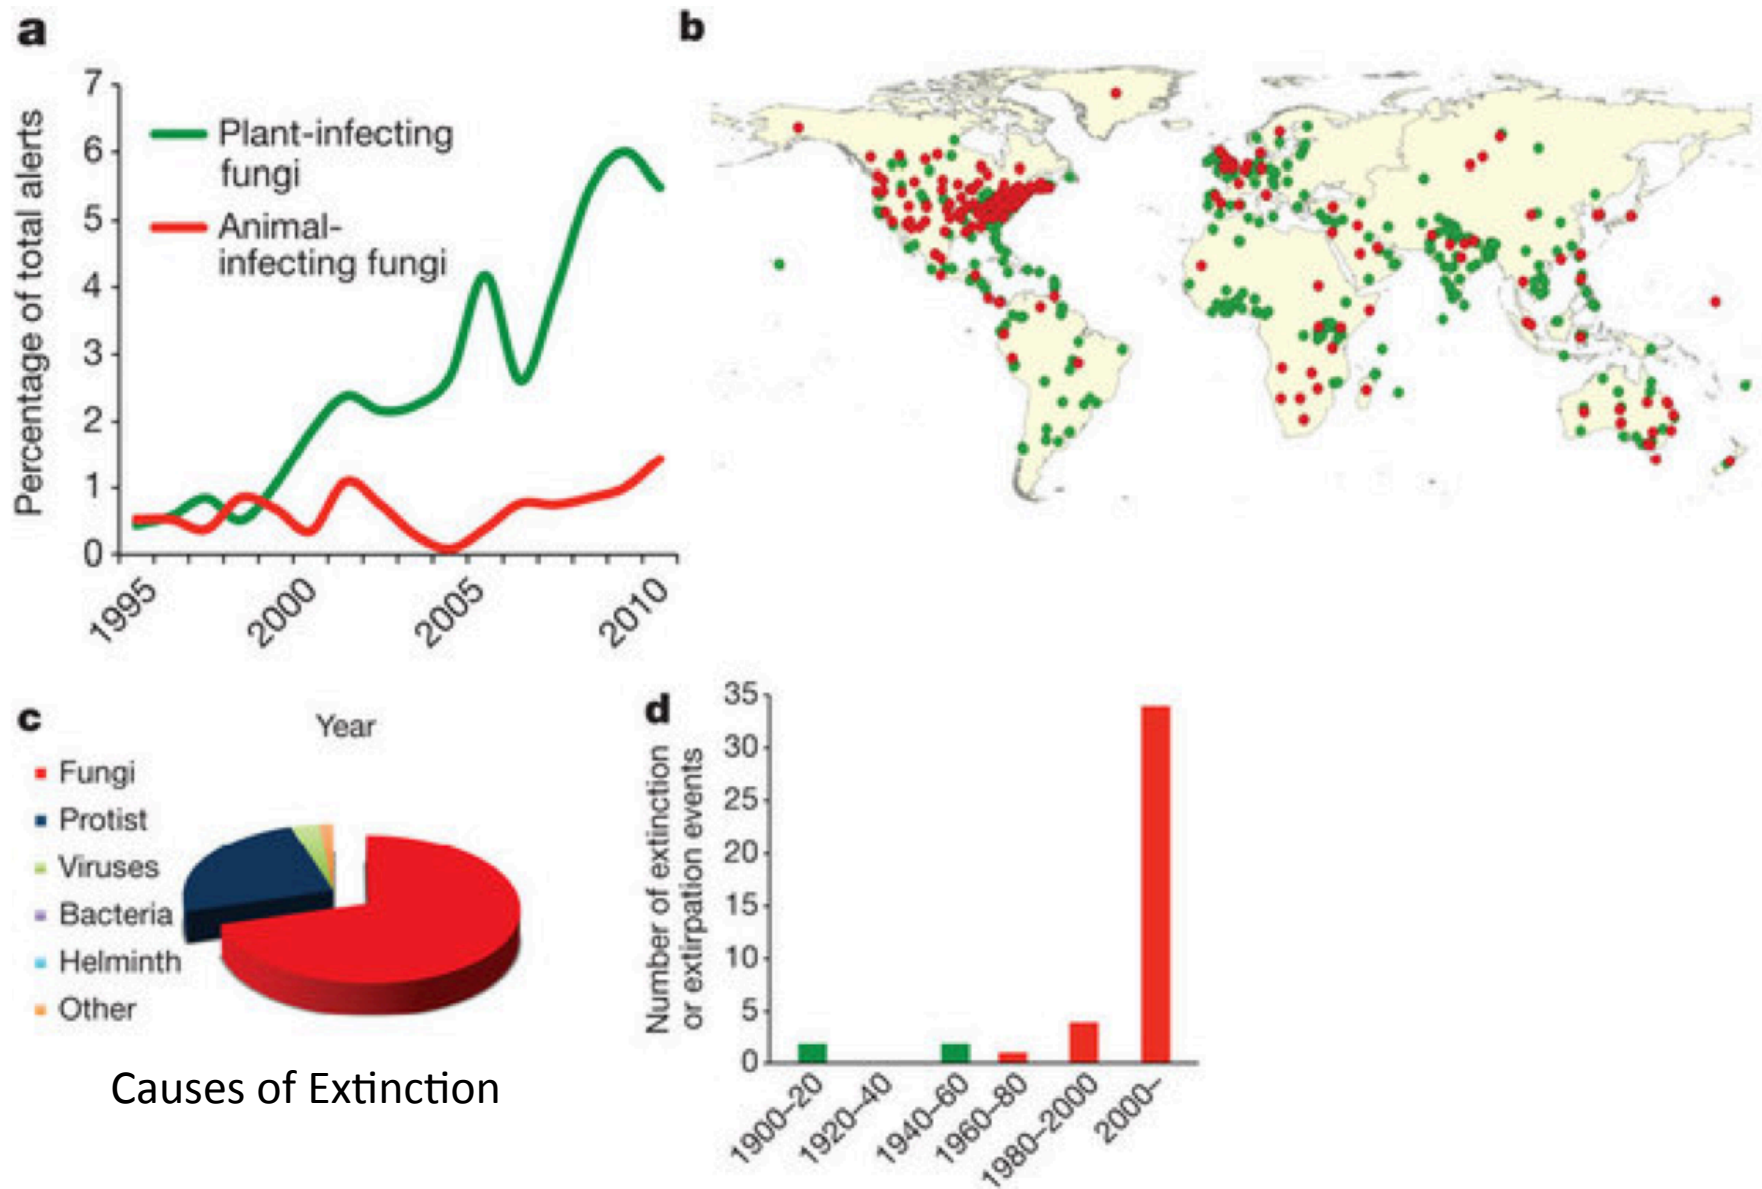 a
Percentage of total alerts
7
6
5
4
3
2
1
0
Plant-infecting
fungi
Animal-
infecting fungi
1995
2000
2005
2010
Year
b
c
Fungi
Protist
Viruses
Bacteria
Helminth
Other
Causes of Extinction
d
Number of extinction
or extirpation events
35
30
25
20
15
10
5
0
1900–20
1920–40
1940–60
1960–80
1980–2000
2000–